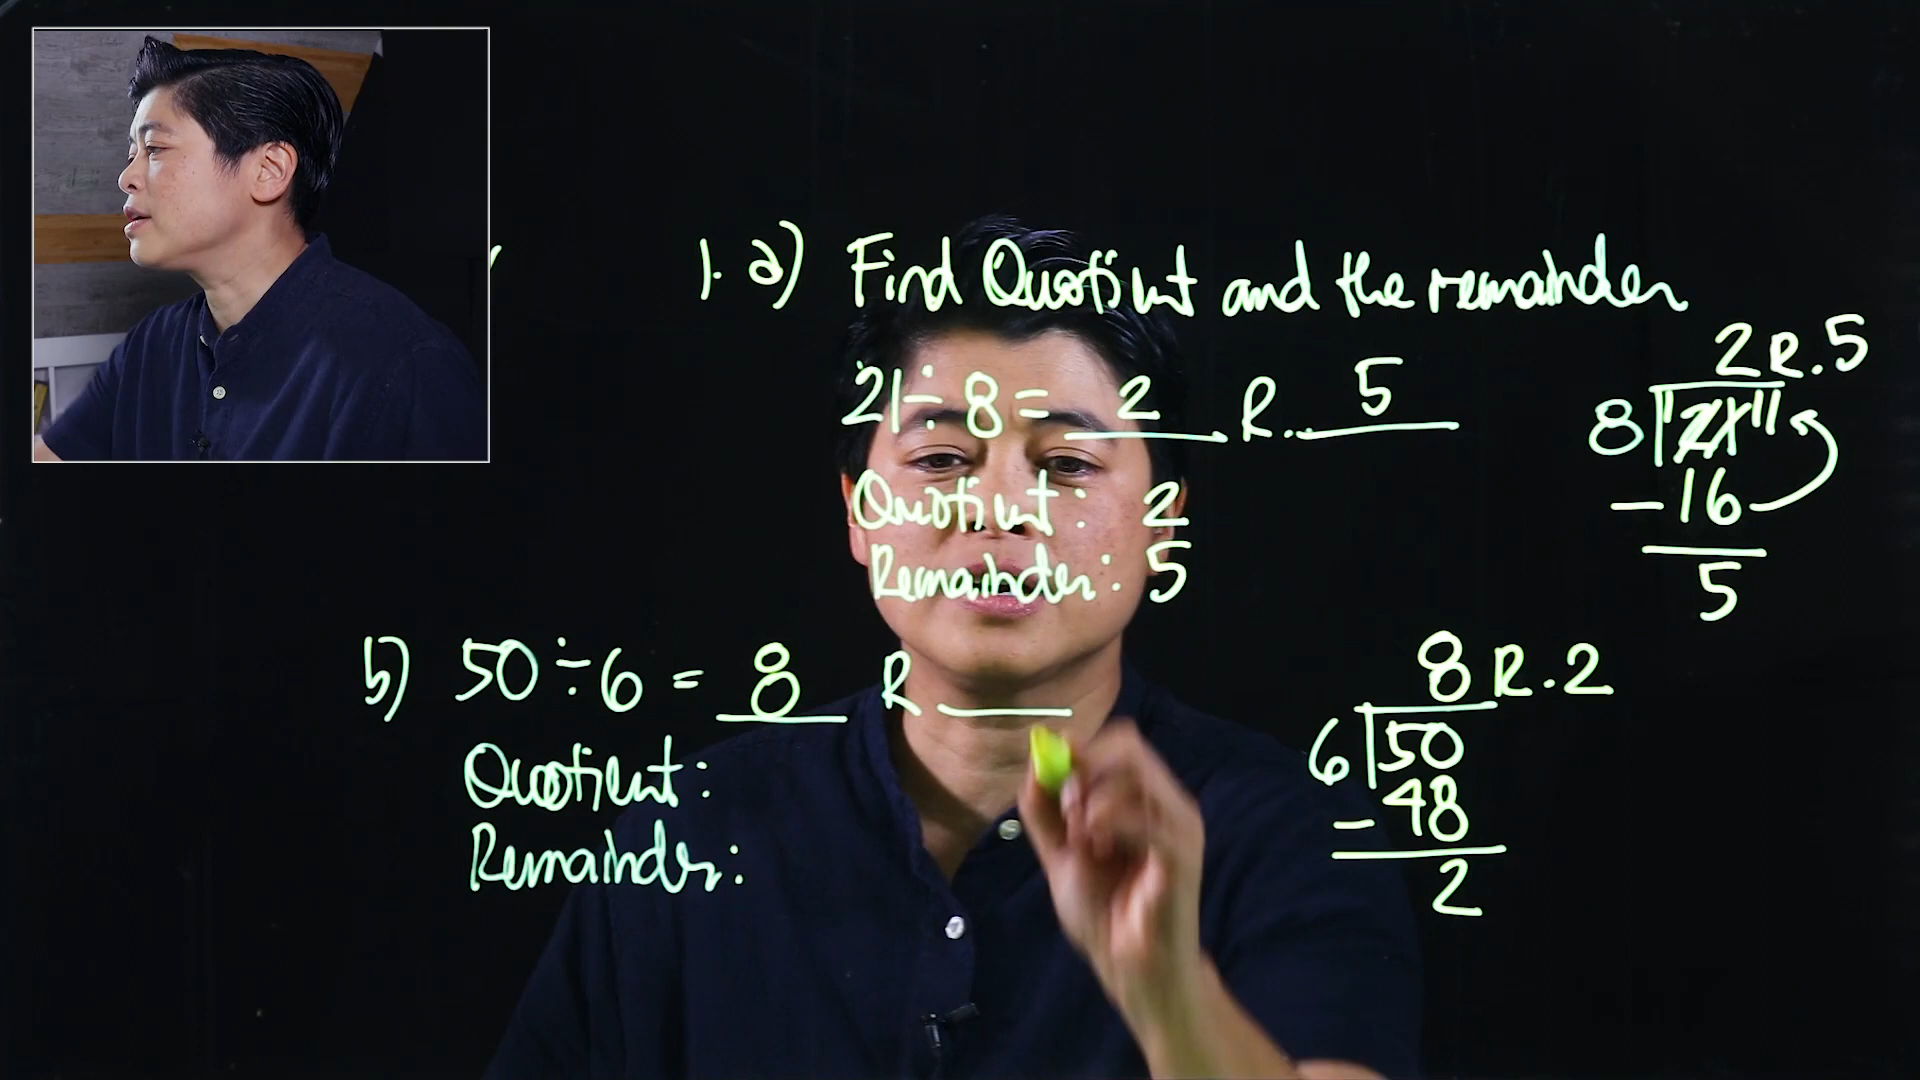 1. a) Find Quotient and the remainder
21 ÷ 8 = 2 R. 5
Quotient: 2
Remainder: 5
2 R. 5
8 21
- 16
5
b) 50 ÷ 6 = 8 R
Quotient:
Remainder:
8 R. 2
6 50
- 48
2